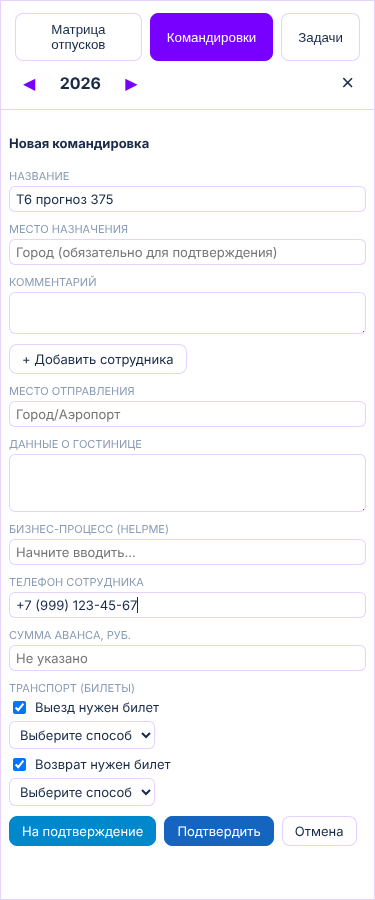 Матрица
отпусков
Командировки
Задачи
◀ 2026 ▶ ×
Новая командировка
НАЗВАНИЕ
Т6 прогноз 375
МЕСТО НАЗНАЧЕНИЯ
Город (обязательно для подтверждения)
КОММЕНТАРИЙ
+ Добавить сотрудника
МЕСТО ОТПРАВЛЕНИЯ
Город/Аэропорт
ДАННЫЕ О ГОСТИНИЦЕ
БИЗНЕС-ПРОЦЕСС (HELPME)
Начните вводить...
ТЕЛЕФОН СОТРУДНИКА
+7 (999) 123-45-67
СУММА АВАНСА, РУБ.
Не указано
ТРАНСПОРТ (БИЛЕТЫ)
Выезд нужен билет
Выберите способ
Возврат нужен билет
Выберите способ
На подтверждение
Подтвердить
Отмена